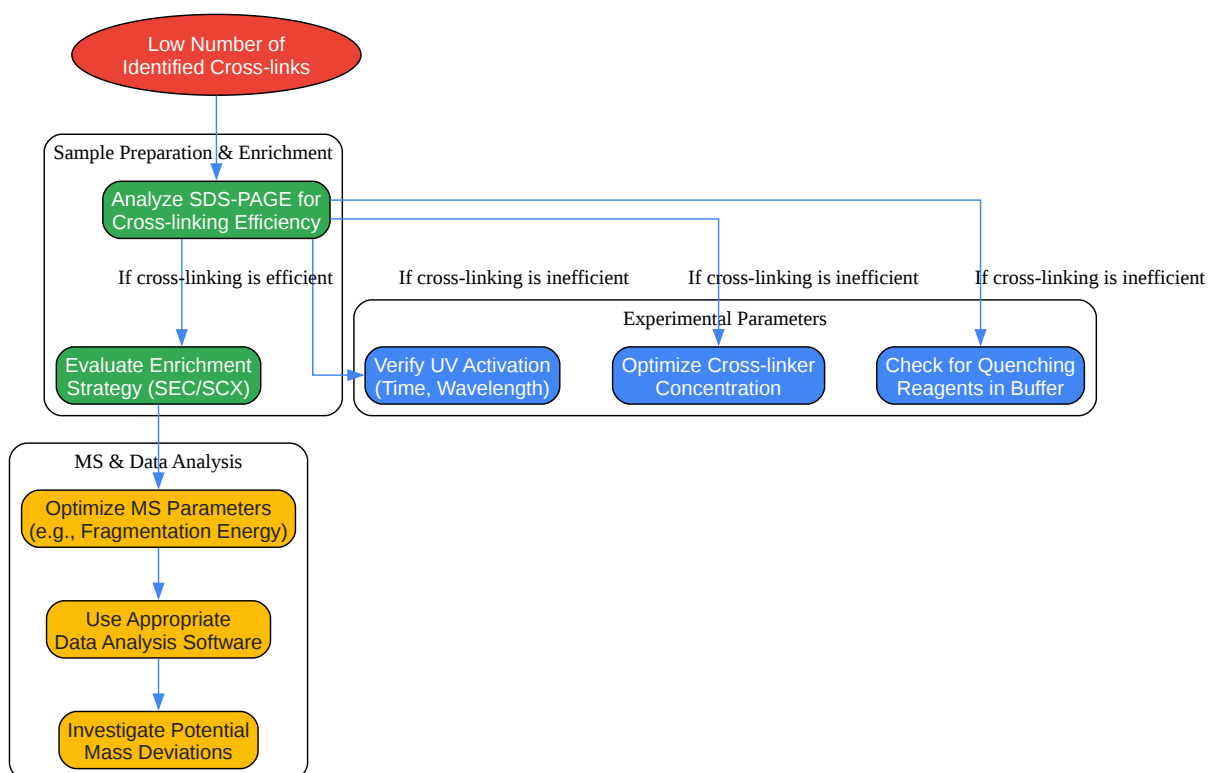 Low Number of
Identified Cross-links
Sample Preparation & Enrichment
Analyze SDS-PAGE for
Cross-linking Efficiency
If cross-linking is efficient
If cross-linking is inefficient
If cross-linking is inefficient
If cross-linking is inefficient
Experimental Parameters
Evaluate Enrichment
Strategy (SEC/SCX)
Verify UV Activation
(Time, Wavelength)
Optimize Cross-linker
Concentration
Check for Quenching
Reagents in Buffer
MS & Data Analysis
Optimize MS Parameters
(e.g., Fragmentation Energy)
Use Appropriate
Data Analysis Software
Investigate Potential
Mass Deviations